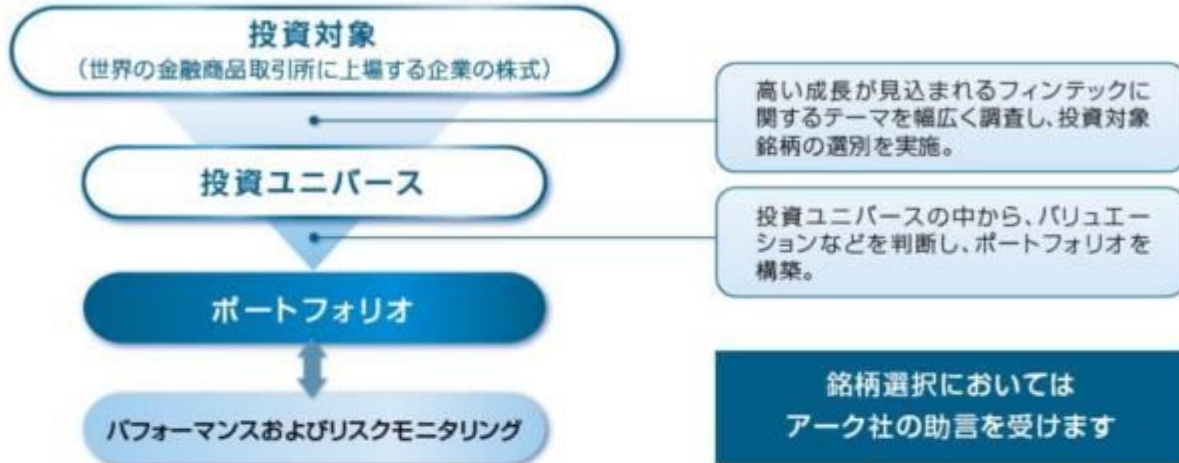 投資対象
(世界の金融商品取引所に上場する企業の株式)
高い成長が見込まれるフィンテックに
関するテーマを幅広く調査し、投資対象
銘柄の選別を実施。
投資ユニバース
投資ユニバースの中から、バリュエー
ションなどを判断し、ポートフォリオを
構築。
ポートフォリオ
パフォーマンスおよびリスクモニタリング
銘柄選択においては
アーク社の助言を受けます